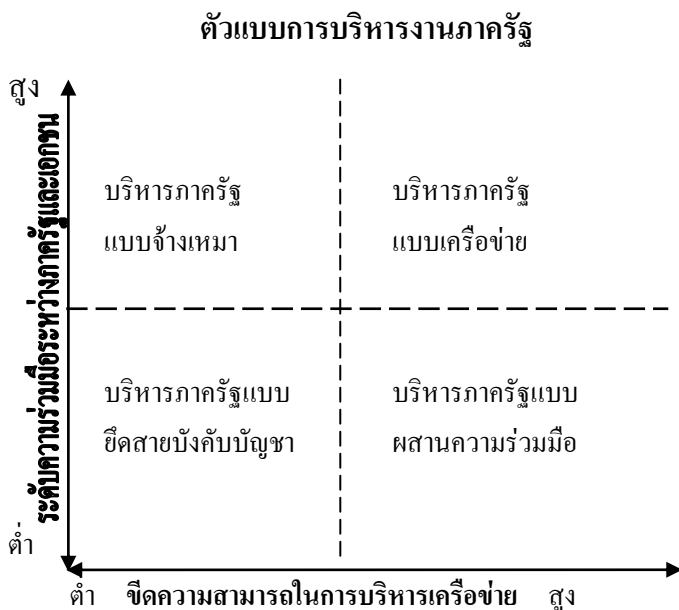 ตัวแบบการบริหารงานภาครัฐ
สูง
ระดับความร่วมมือระหว่างภาครัฐและเอกชน
บริหารภาครัฐ
แบบจ้างเหมา
บริหารภาครัฐ
แบบเครือข่าย
บริหารภาครัฐแบบ
ยึดสายบังคับบัญชา
บริหารภาครัฐแบบ
ผสานความร่วมมือ
ต่ำ
ตํา ขีดความสามารถในการบริหารเครือข่าย สูง